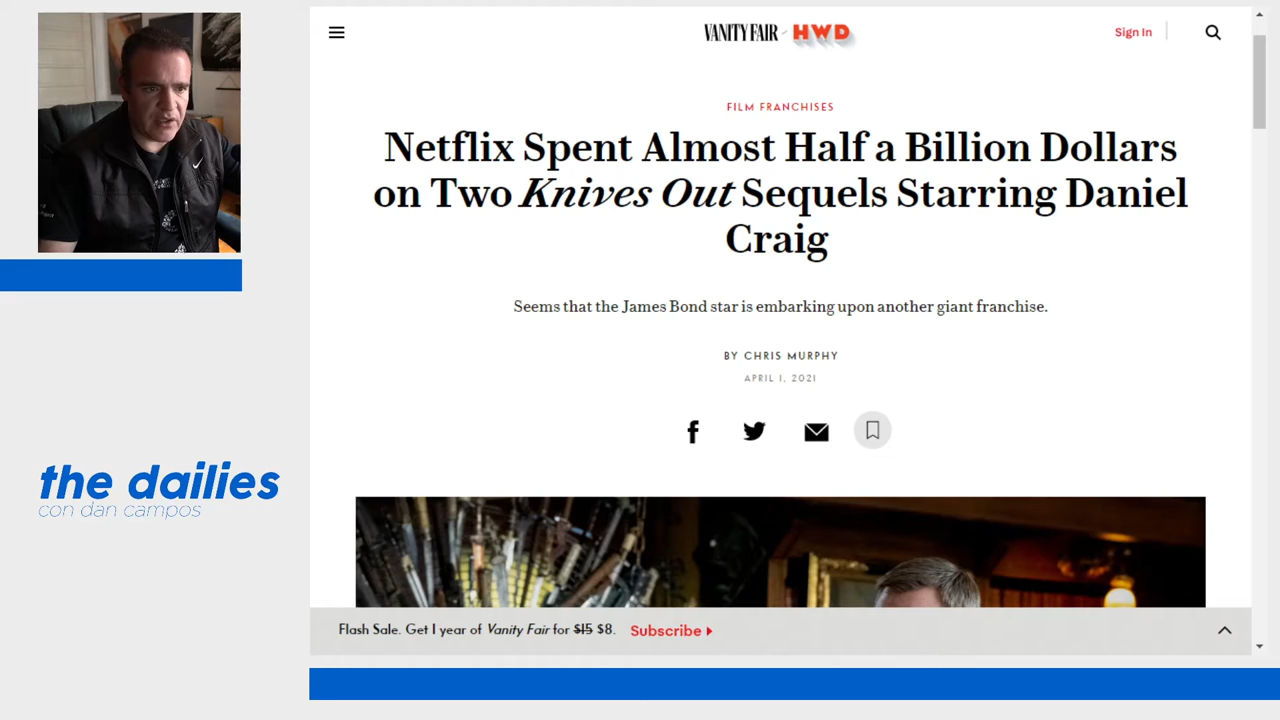 VANITY FAIR HWD
Sign In
FILM FRANCHISES
Netflix Spent Almost Half a Billion Dollars
on Two Knives Out Sequels Starring Daniel
Craig
Seems that the James Bond star is embarking upon another giant franchise.
BY CHRIS MURPHY
APRIL 1, 2021
the dailies
con dan campos
Flash Sale. Get 1 year of Vanity Fair for $15 $8. Subscribe